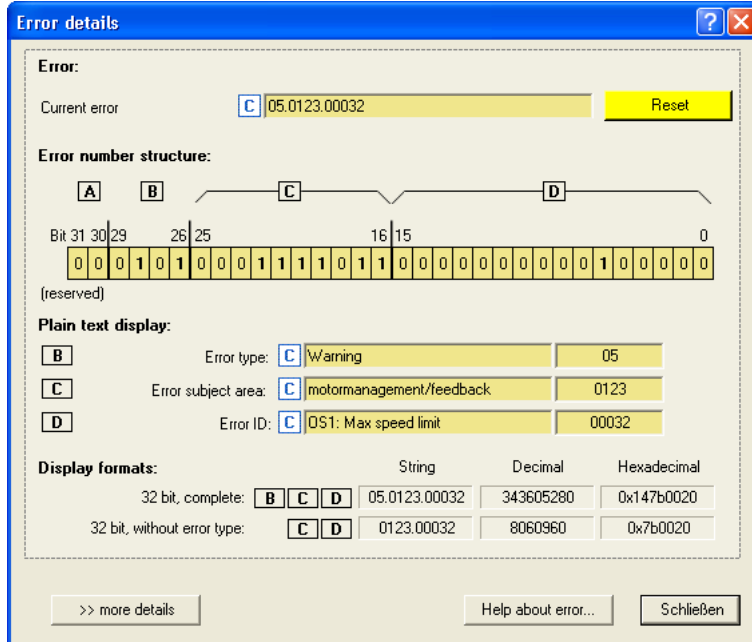 Error details
Error:
Current error C 05.0123.00032 Reset
Error number structure:
A B C D
Bit 31 30 29 26 25 16 15 0
0 0 0 1 0 1 0 0 0 1 1 1 1 0 1 1 0 0 0 0 0 0 0 0 0 0 1 0 0 0 0 0
(reserved)
Plain text display:
B Error type: C Warning 05
C Error subject area: C motormanagement/feedback 0123
D Error ID: C OS1: Max speed limit 00032
Display formats: String Decimal Hexadecimal
32 bit, complete: B C D 05.0123.00032 343605280 0x147b0020
32 bit, without error type: C D 0123.00032 8060960 0x7b0020
>> more details Help about error... Schließen